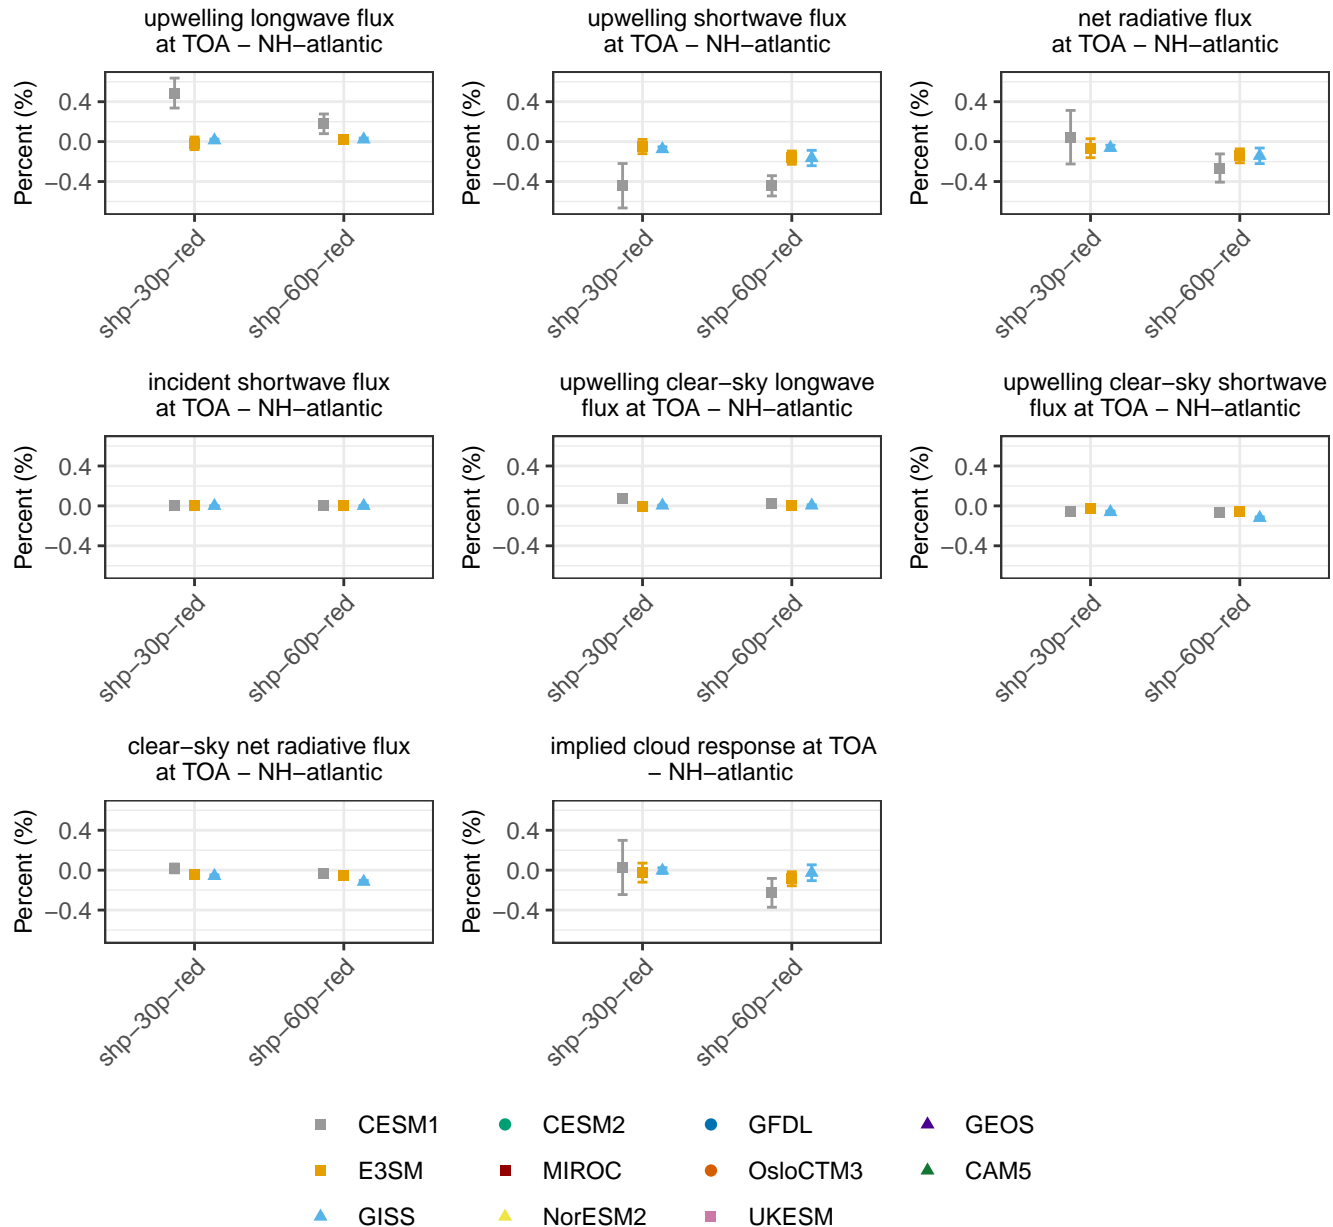 upwelling longwave flux
at TOA − NH−atlantic
Percent (%)
0.4
0.0
−0.4
shp−30p−red
shp−60p−red
upwelling shortwave flux
at TOA − NH−atlantic
Percent (%)
0.4
0.0
−0.4
shp−30p−red
shp−60p−red
net radiative flux
at TOA − NH−atlantic
Percent (%)
0.4
0.0
−0.4
shp−30p−red
shp−60p−red
incident shortwave flux
at TOA − NH−atlantic
Percent (%)
0.4
0.0
−0.4
shp−30p−red
shp−60p−red
upwelling clear−sky longwave
flux at TOA − NH−atlantic
Percent (%)
0.4
0.0
−0.4
shp−30p−red
shp−60p−red
upwelling clear−sky shortwave
flux at TOA − NH−atlantic
Percent (%)
0.4
0.0
−0.4
shp−30p−red
shp−60p−red
clear−sky net radiative flux
at TOA − NH−atlantic
Percent (%)
0.4
0.0
−0.4
shp−30p−red
shp−60p−red
implied cloud response at TOA
− NH−atlantic
Percent (%)
0.4
0.0
−0.4
shp−30p−red
shp−60p−red
CESM1 CESM2 GFDL GEOS
E3SM MIROC OsloCTM3 CAM5
GISS NorESM2 UKESM